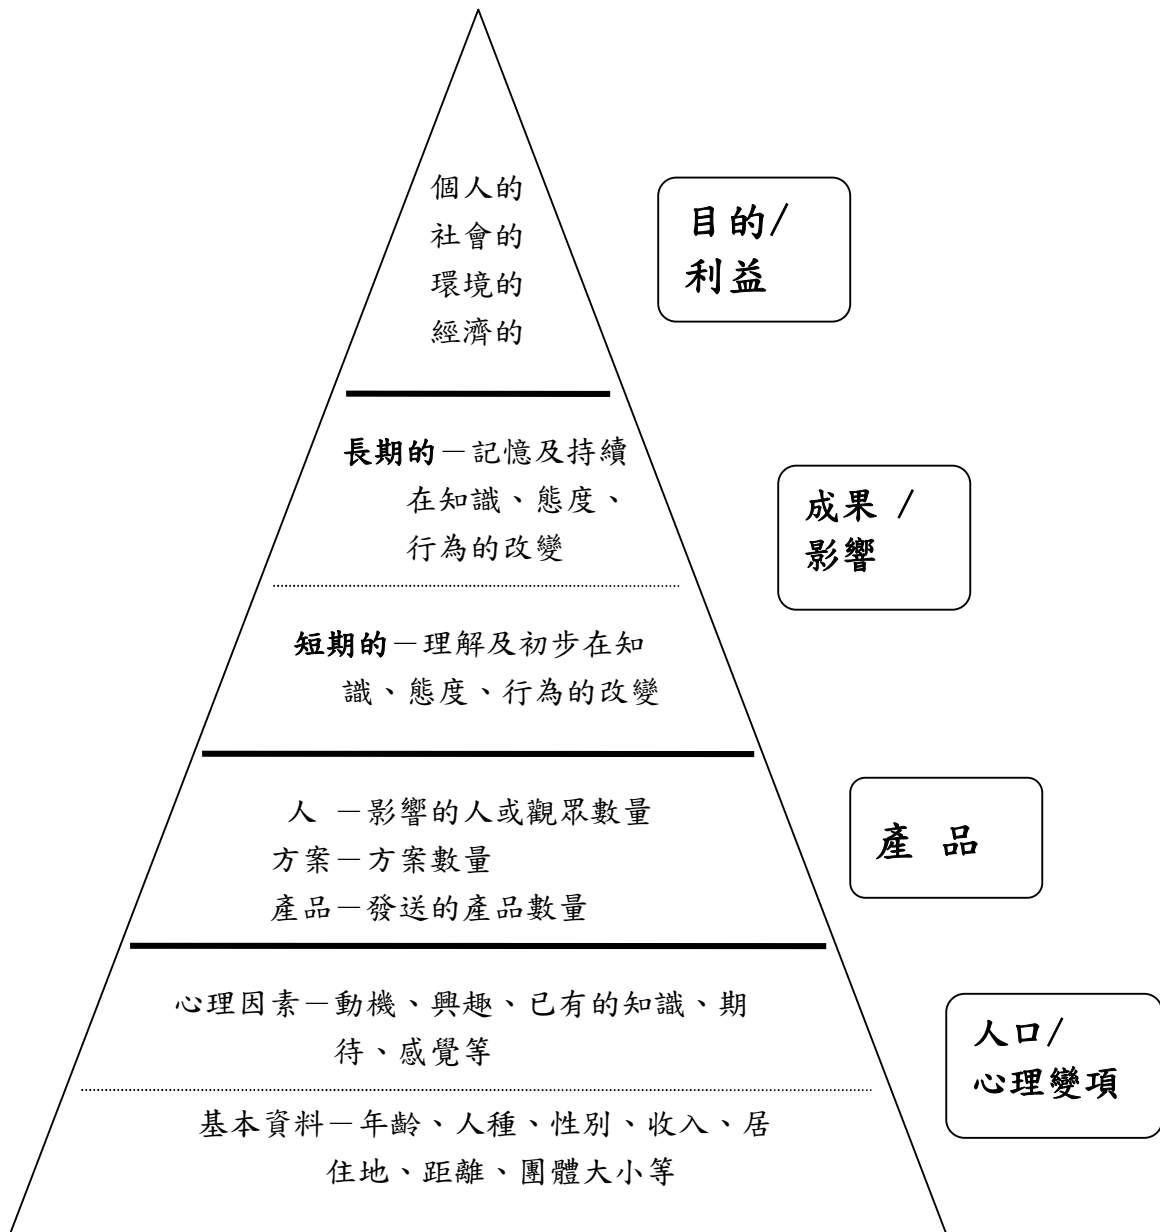 個人的
社會的
環境的
經濟的
目的/
利益
長期的－記憶及持續
在知識、態度、
行為的改變
成果 /
影響
短期的－理解及初步在知
識、態度、行為的改變
人 －影響的人或觀眾數量
方案－方案數量
產品－發送的產品數量
產 品
心理因素－動機、興趣、已有的知識、期
待、感覺等
人口/
心理變項
基本資料－年齡、人種、性別、收入、居
住地、距離、團體大小等